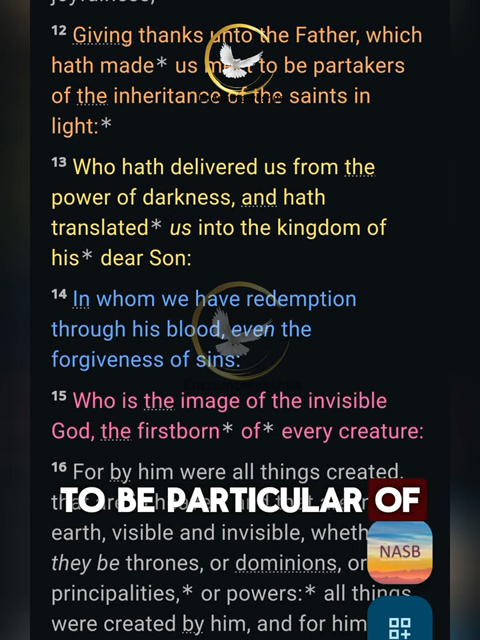 joyfulness;
12 Giving thanks unto the Father, which
hath made* us meet to be partakers
of the inheritance of the saints in
light:*
13 Who hath delivered us from the
power of darkness, and hath
translated* us into the kingdom of
his* dear Son:
14 In whom we have redemption
through his blood, even the
forgiveness of sins:
15 Who is the image of the invisible
God, the firstborn* of* every creature:
16 For by him were all things created,
TO BE PARTICULAR OF
earth, visible and invisible, wheth
they be thrones, or dominions, or
NASB
principalities,* or powers:* all things
were created by him, and for him